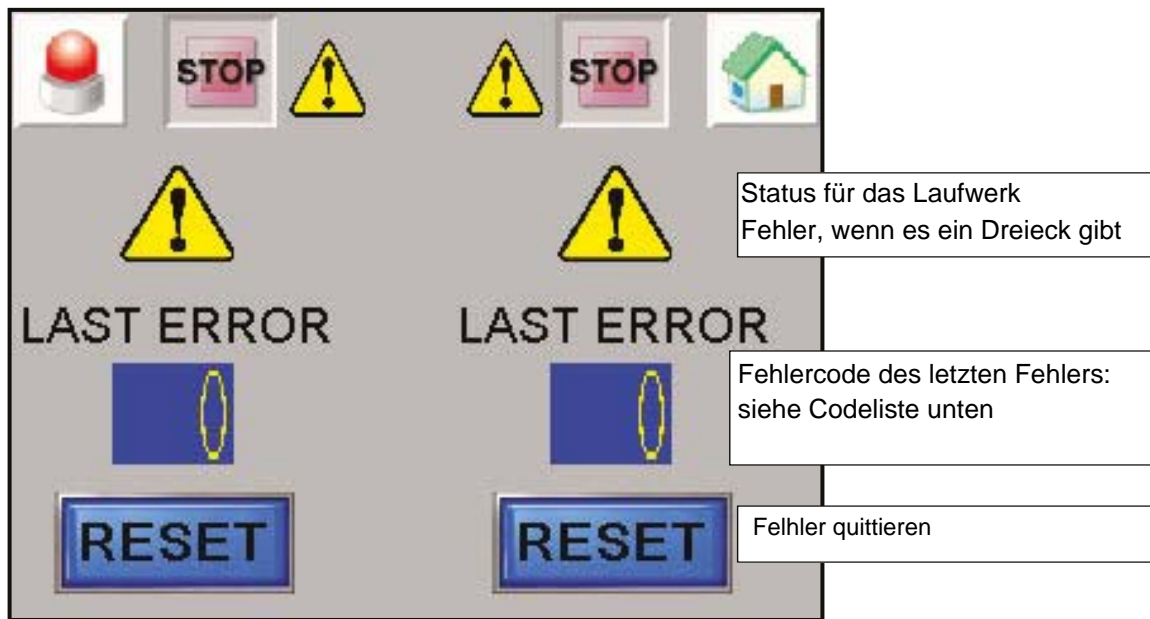 STOP STOP
Status für das Laufwerk
Fehler, wenn es ein Dreieck gibt
LAST ERROR LAST ERROR
Fehlercode des letzten Fehlers:
siehe Codeliste unten
0 0
RESET RESET
Felhler quittieren